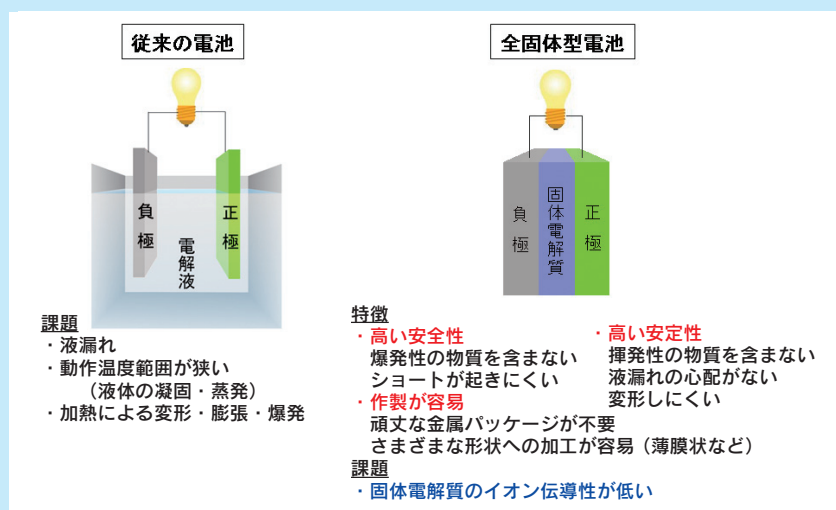 従来の電池
負極
電解液
正極
課題
・液漏れ
・動作温度範囲が狭い
（液体の凝固・蒸発）
・加熱による変形・膨張・爆発
全固体型電池
負極
固体電解質
正極
特徴
・高い安全性
爆発性の物質を含まない
ショートが起きにくい
・作製が容易
頑丈な金属パッケージが不要
さまざまな形状への加工が容易（薄膜状など）
・高い安定性
揮発性の物質を含まない
液漏れの心配がない
変形しにくい
課題
・固体電解質のイオン伝導性が低い